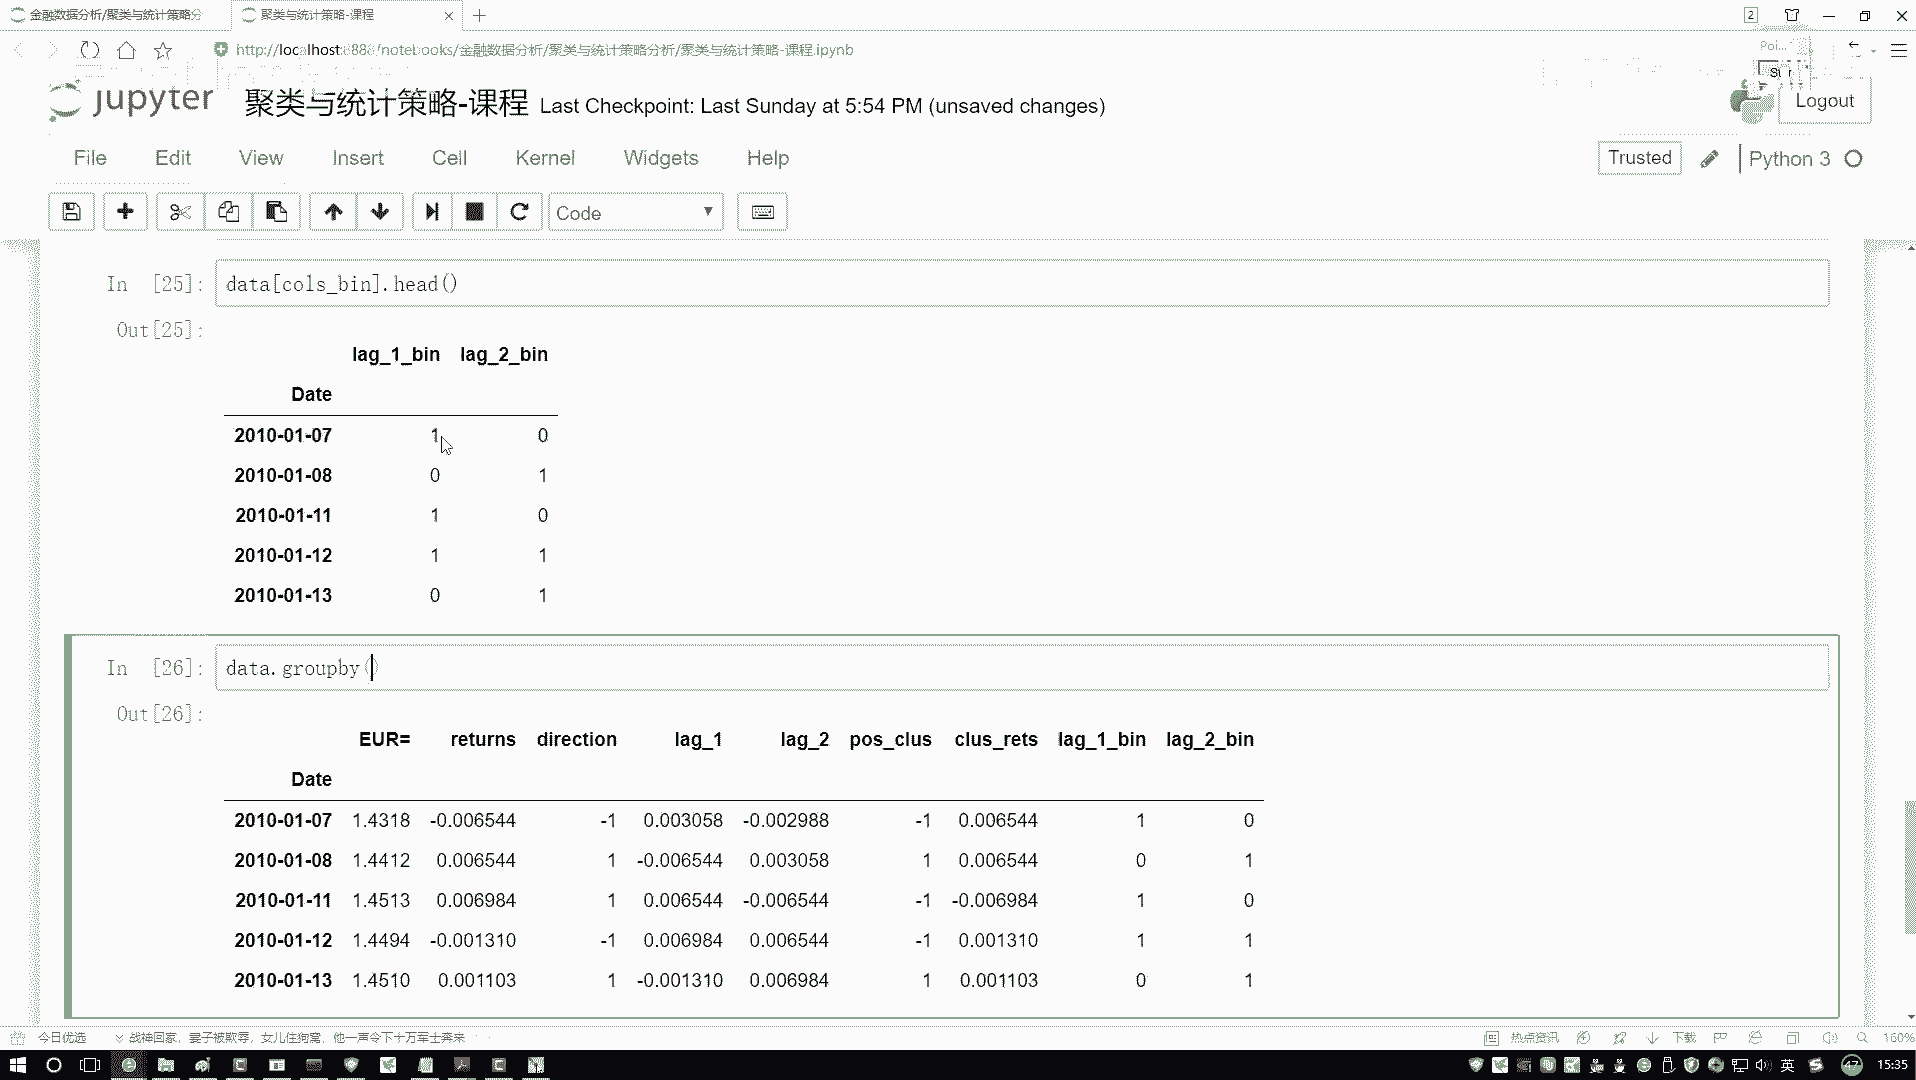 金融数据分析/聚类与统计策略分
聚类与统计策略-课程
2
http://localhost:8888/notebooks/金融数据分析/聚类与统计策略分析/聚类与统计策略-课程.ipynb
Poi...
jupyter 聚类与统计策略-课程 Last Checkpoint: Last Sunday at 5:54 PM (unsaved changes)
Logout
File Edit View Insert Cell Kernel Widgets Help
Trusted Python 3
Code
In [25]: data[cols_bin].head()
Out[25]:
lag_1_bin lag_2_bin
Date
2010-01-07 1 0
2010-01-08 0 1
2010-01-11 1 0
2010-01-12 1 1
2010-01-13 0 1
In [26]: data.groupby()
Out[26]:
EUR= returns direction lag_1 lag_2 pos_clus clus_rets lag_1_bin lag_2_bin
Date
2010-01-07 1.4318 -0.006544 -1 0.003058 -0.002988 -1 0.006544 1 0
2010-01-08 1.4412 0.006544 1 -0.006544 0.003058 1 0.006544 0 1
2010-01-11 1.4513 0.006984 1 0.006544 -0.006544 -1 -0.006984 1 0
2010-01-12 1.4494 -0.001310 -1 0.006984 0.006544 -1 0.001310 1 1
2010-01-13 1.4510 0.001103 1 -0.001310 0.006984 1 0.001103 0 1
今日优选 战神回家，妻子被欺辱，女儿住狗窝，他一声令下十万军士奔来
热点资讯 下载 160%
英 47 15:35